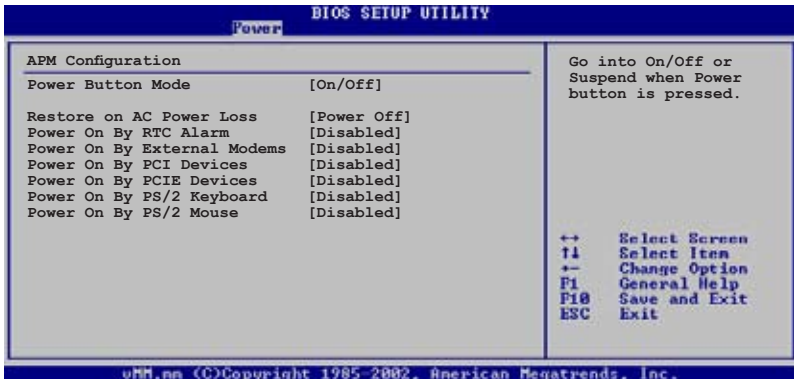 BIOS SETUP UTILITY
Power
APM Configuration
Power Button Mode [On/Off]
Restore on AC Power Loss [Power Off]
Power On By RTC Alarm [Disabled]
Power On By External Modems [Disabled]
Power On By PCI Devices [Disabled]
Power On By PCIE Devices [Disabled]
Power On By PS/2 Keyboard [Disabled]
Power On By PS/2 Mouse [Disabled]
Go into On/Off or
Suspend when Power
button is pressed.
↔ Select Screen
↑↓ Select Item
+- Change Option
F1 General Help
F10 Save and Exit
ESC Exit
vMM.mm (C)Copyright 1985-2002, American Megatrends, Inc.